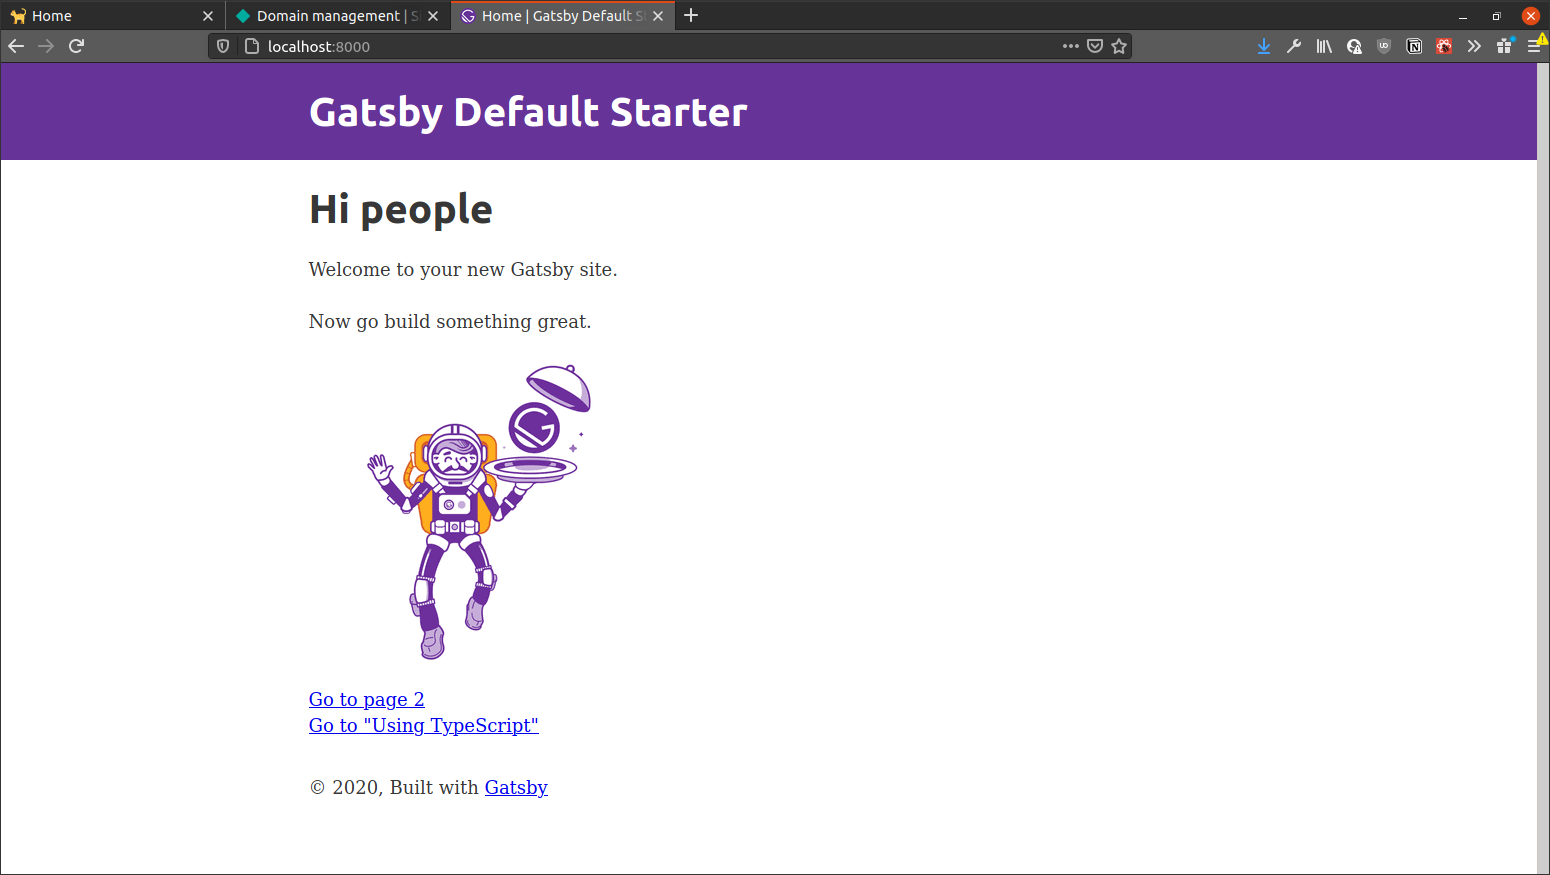 Home
Domain management | S
Home | Gatsby Default S
localhost:8000
Gatsby Default Starter
Hi people
Welcome to your new Gatsby site.
Now go build something great.
Go to page 2
Go to "Using TypeScript"
© 2020, Built with Gatsby